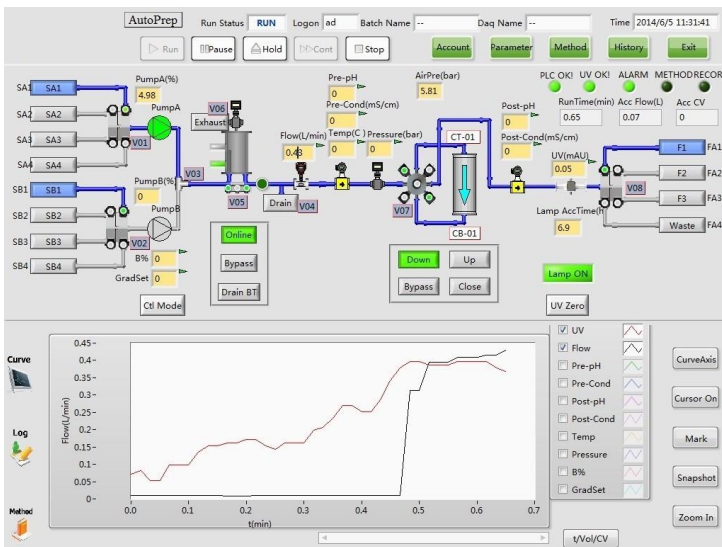 AutoPrep Run Status RUN Logon ad Batch Name -- Daq Name -- Time 2014/6/5 11:31:41
Run Pause Hold Cont Stop Account Parameter Method History Exit
PLC OK! UV OK! ALARM METHOD RECOR
PumpA(%) Pre-pH AirPre(bar) RunTime(min) Acc Flow(L) Acc CV
SA1 SA1 4.98 PumpA V06 0 5.81 Post-pH 0.65 0.07 0
Pre-Cond(mS/cm)
SA2 SA2 Exhaust 0 0
Flow(L/min) Temp(C) Pressure(bar) CT-01 Post-Cond(mS/cm)
SA3 SA3 V01 0 0 0 F1 FA1
UV(mAU)
SA4 SA4 V03 0.05 F2 FA2
SB1 SB1 PumpB(%) V05 Drain V04 V07 V08
0 F3 FA3
SB2 SB2 PumpB Lamp AccTime(h)
SB3 SB3 V02 Online CB-01 6.9 Waste FA4
SB4 SB4 B% 0 Bypass Down Up
GradSet 0 Lamp ON
Ctl Mode Drain BT Bypass Close UV Zero
Curve
Log
Method
Flow(L/min)
0.45
0.4
0.35
0.3
0.25
0.2
0.15
0.1
0.05
0
0.0 0.1 0.2 0.3 0.4 0.5 0.6 0.7
t(min)
UV
Flow
Pre-pH
Pre-Cond
Post-pH
Post-Cond
Temp
Pressure
B%
GradSet
CurveAxis
Cursor On
Mark
Snapshot
Zoom In
t/Vol/CV